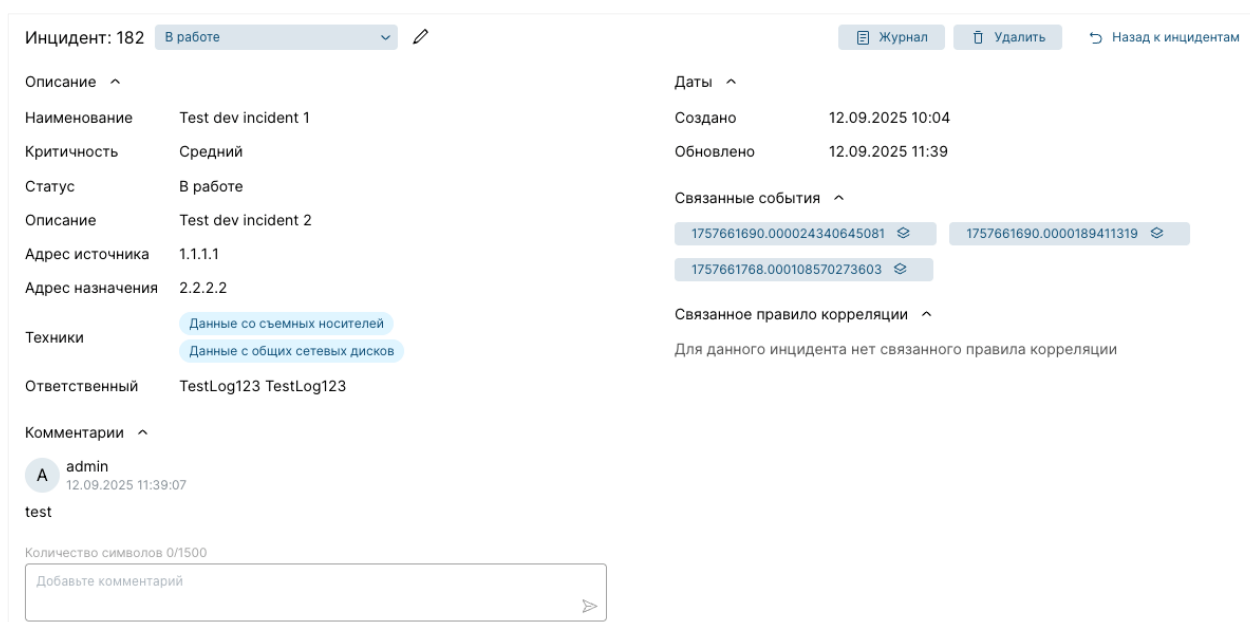 Инцидент: 182 В работе Журнал Удалить Назад к инцидентам
Описание
Наименование Test dev incident 1
Критичность Средний
Статус В работе
Описание Test dev incident 2
Адрес источника 1.1.1.1
Адрес назначения 2.2.2.2
Техники Данные со съемных носителей
Данные с общих сетевых дисков
Ответственный TestLog123 TestLog123
Комментарии
A admin
12.09.2025 11:39:07
test
Количество символов 0/1500
Добавьте комментарий
Даты
Создано 12.09.2025 10:04
Обновлено 12.09.2025 11:39
Связанные события
1757661690.000024340645081 1757661690.0000189411319
1757661768.000108570273603
Связанное правило корреляции
Для данного инцидента нет связанного правила корреляции